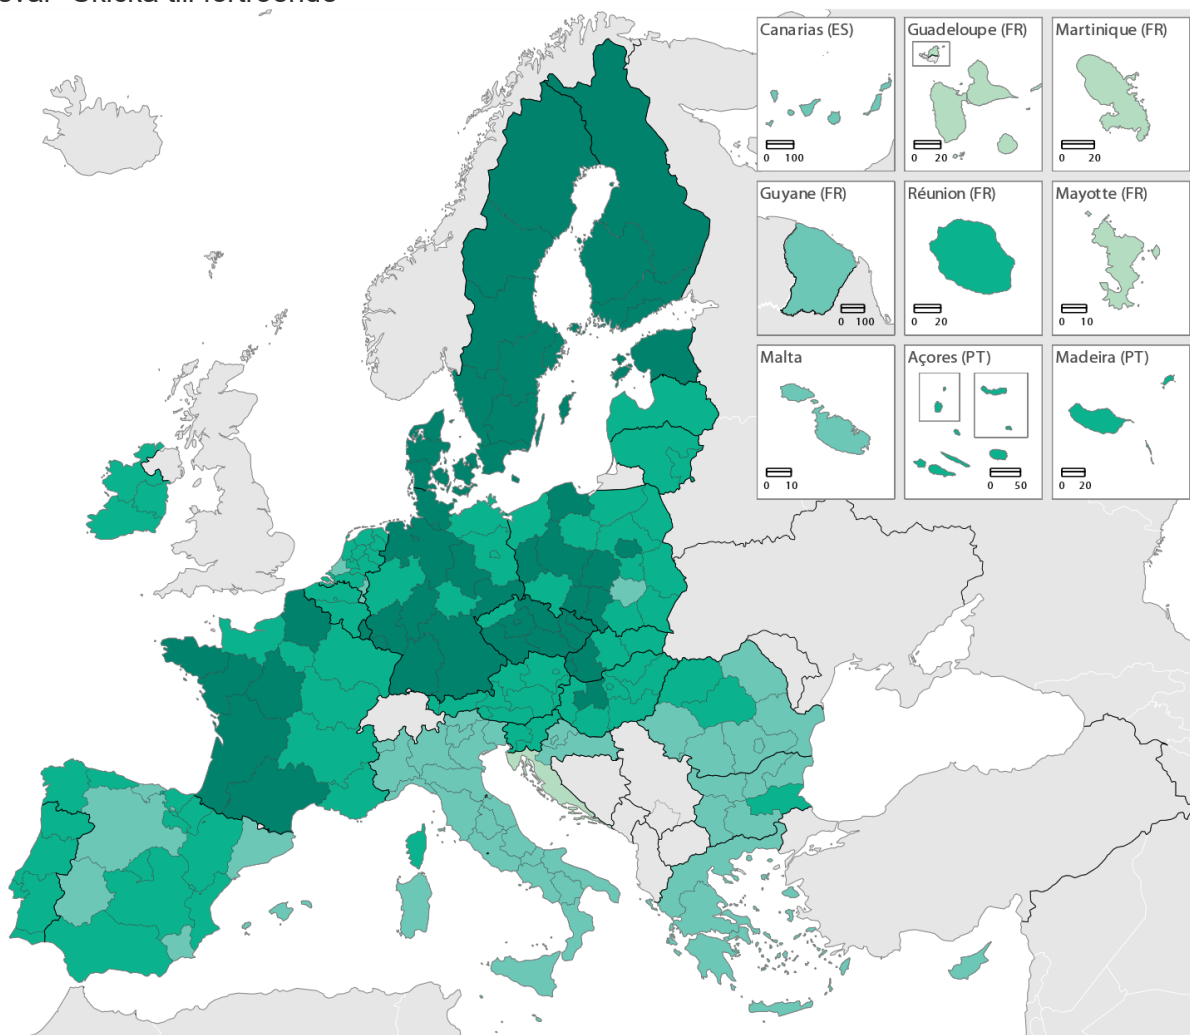 Canarias (ES)
0 100
Guadeloupe (FR)
0 20
Martinique (FR)
0 20
Guyane (FR)
0 100
Réunion (FR)
0 20
Mayotte (FR)
0 10
Malta
0 10
Açores (PT)
0 50
Madeira (PT)
0 20